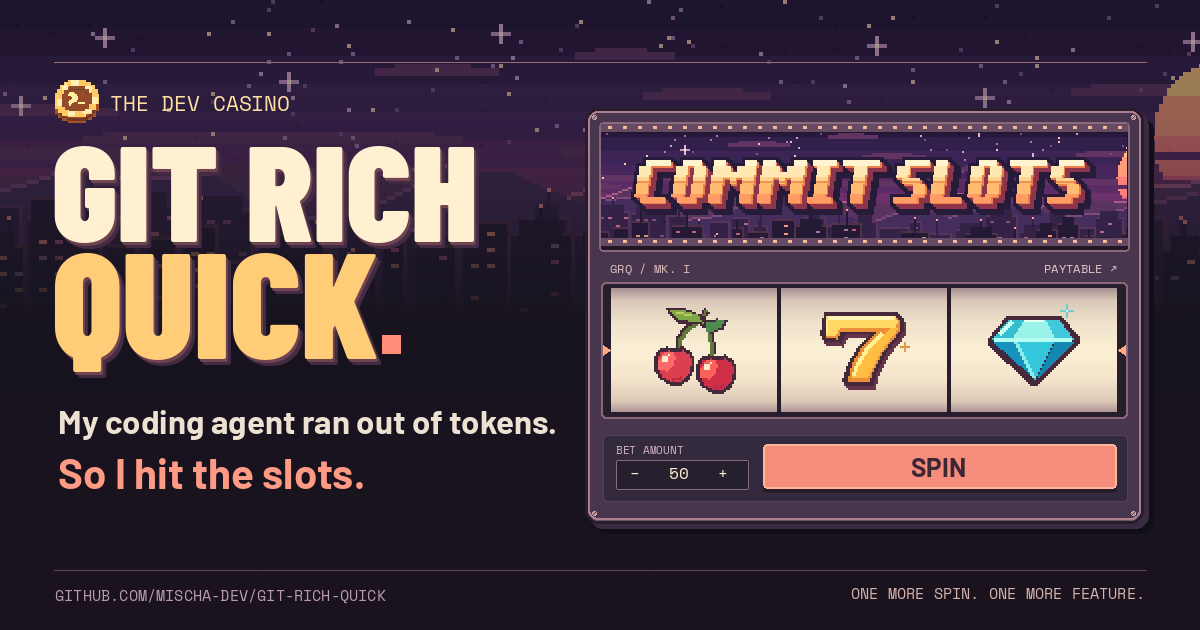 THE DEV CASINO
GIT RICH
QUICK.
My coding agent ran out of tokens.
So I hit the slots.
COMMIT SLOTS
GRQ / MK. I
PAYTABLE ↗
7
BET AMOUNT
− 50 +
SPIN
GITHUB.COM/MISCHA-DEV/GIT-RICH-QUICK
ONE MORE SPIN. ONE MORE FEATURE.